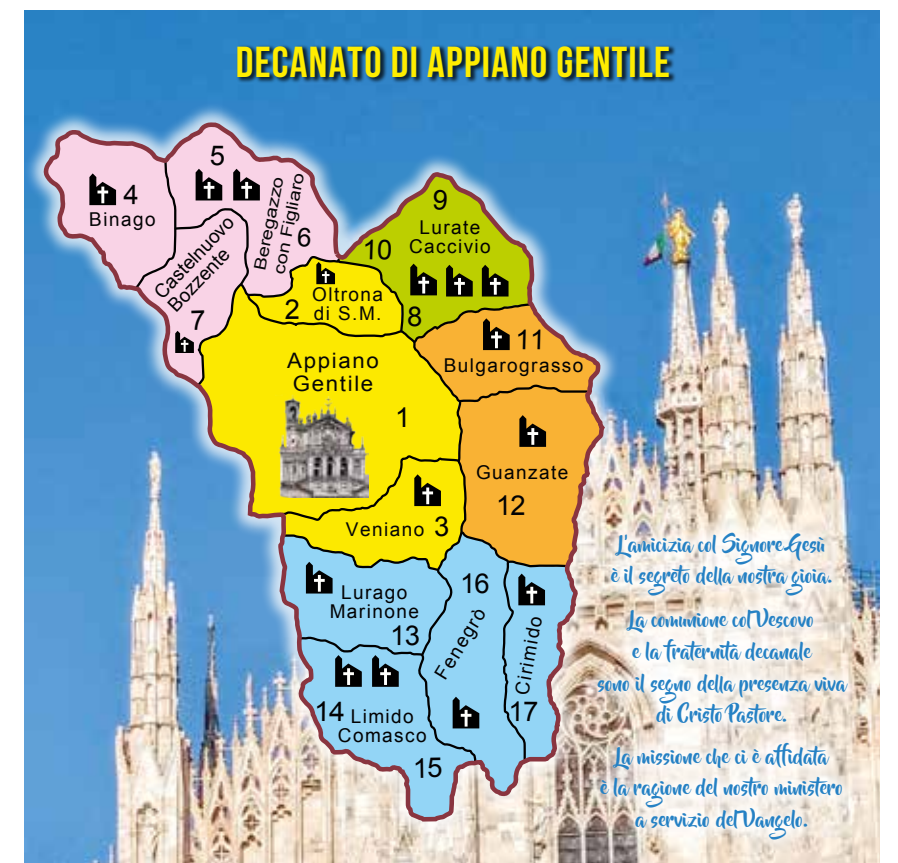 DECANATO DI APPIANO GENTILE
5
4
Binago
Beregazzo
con Figliaro
6
Castelnuovo
Bozzente
7
9
Lurate
Caccivio
10
8
Oltrona
di S.M.
2
11
Bulgarograsso
Appiano
Gentile
1
Guanzate
12
Veniano 3
16
Fenegrò
Lurago
Marinone
13
Cirimido
17
14 Limido
Comasco
15
L'amicizia col Signore Gesù
è il segreto della nostra gioia.
La comunione col Vescovo
e la fraternità decanale
sono il segno della presenza viva
di Cristo Pastore.
La missione che ci è affidata
è la ragione del nostro ministero
a servizio del Vangelo.